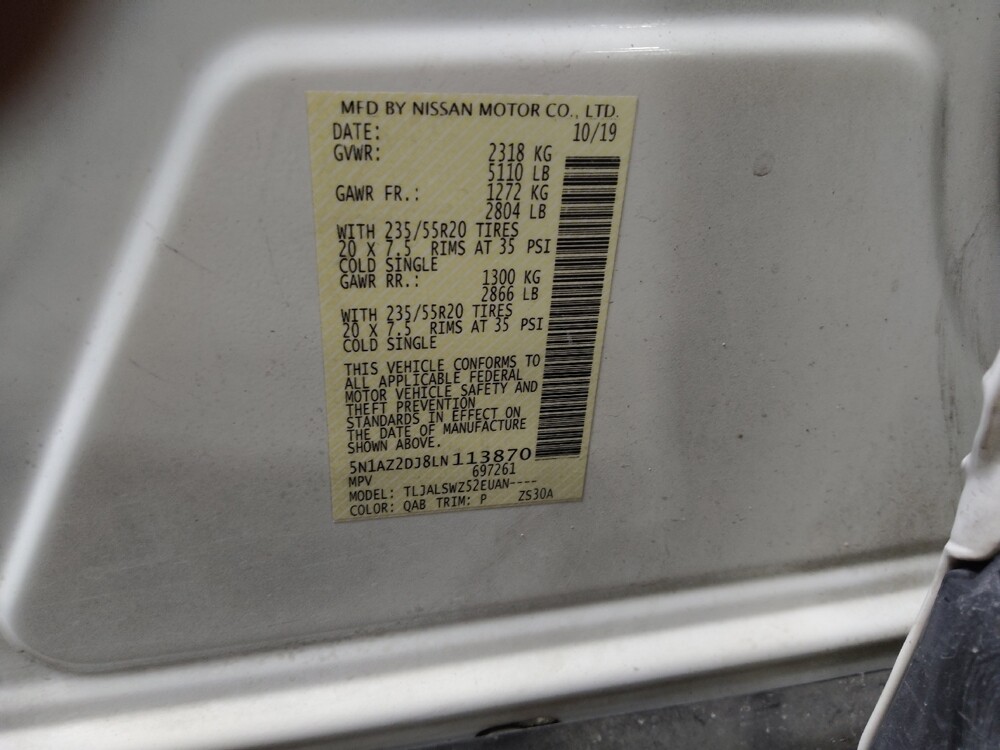 MFD BY NISSAN MOTOR CO., LTD.
DATE: 10/19
GVWR: 2318 KG
5110 LB
GAWR FR.: 1272 KG
2804 LB
WITH 235/55R20 TIRES
20 X 7.5 RIMS AT 35 PSI
COLD SINGLE
GAWR RR.: 1300 KG
2866 LB
WITH 235/55R20 TIRES
20 X 7.5 RIMS AT 35 PSI
COLD SINGLE
THIS VEHICLE CONFORMS TO
ALL APPLICABLE FEDERAL
MOTOR VEHICLE SAFETY AND
THEFT PREVENTION
STANDARDS IN EFFECT ON
THE DATE OF MANUFACTURE
SHOWN ABOVE.
5N1AZ2DJ8LN113870
MPV 697261
MODEL: TLJALSWZ52EUAN----
COLOR: QAB TRIM: P ZS30A